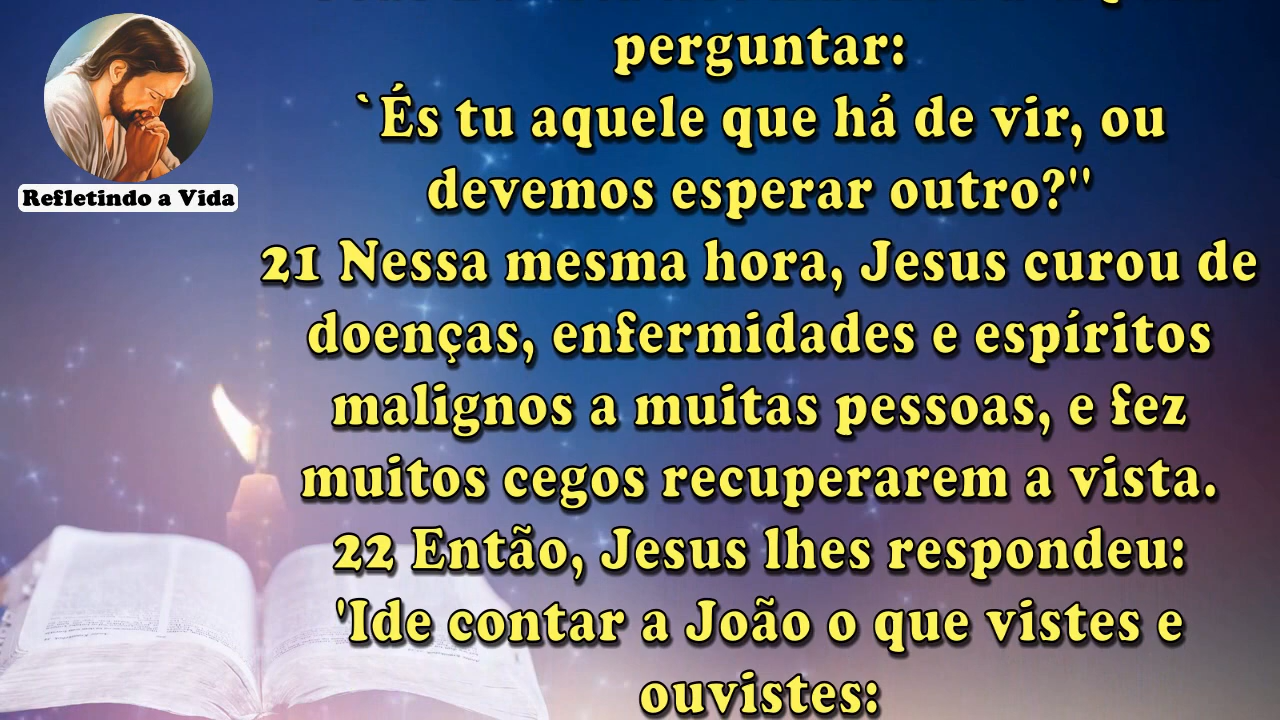 Refletindo a Vida
perguntar:
`És tu aquele que há de vir, ou
devemos esperar outro?"
21 Nessa mesma hora, Jesus curou de
doenças, enfermidades e espíritos
malignos a muitas pessoas, e fez
muitos cegos recuperarem a vista.
22 Então, Jesus lhes respondeu:
'Ide contar a João o que vistes e
ouvistes: